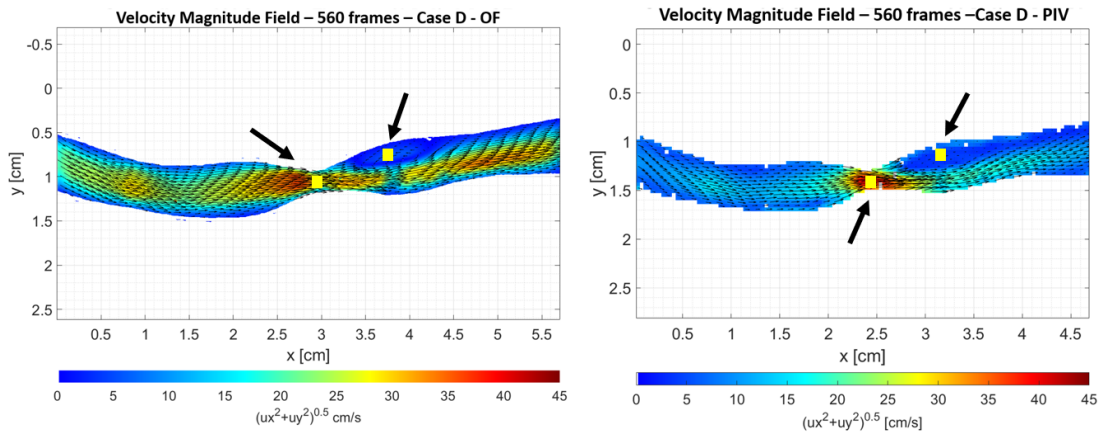 Velocity Magnitude Field – 560 frames – Case D - OF
-0.5
0
0.5
1
1.5
2
2.5
y [cm]
0.5 1 1.5 2 2.5 3 3.5 4 4.5 5 5.5
x [cm]
0 5 10 15 20 25 30 35 40 45
(ux²+uy²)⁰·⁵ cm/s
Velocity Magnitude Field – 560 frames –Case D - PIV
0
0.5
1
1.5
2
2.5
y [cm]
0.5 1 1.5 2 2.5 3 3.5 4 4.5
x [cm]
0 5 10 15 20 25 30 35 40 45
(ux²+uy²)⁰·⁵ [cm/s]